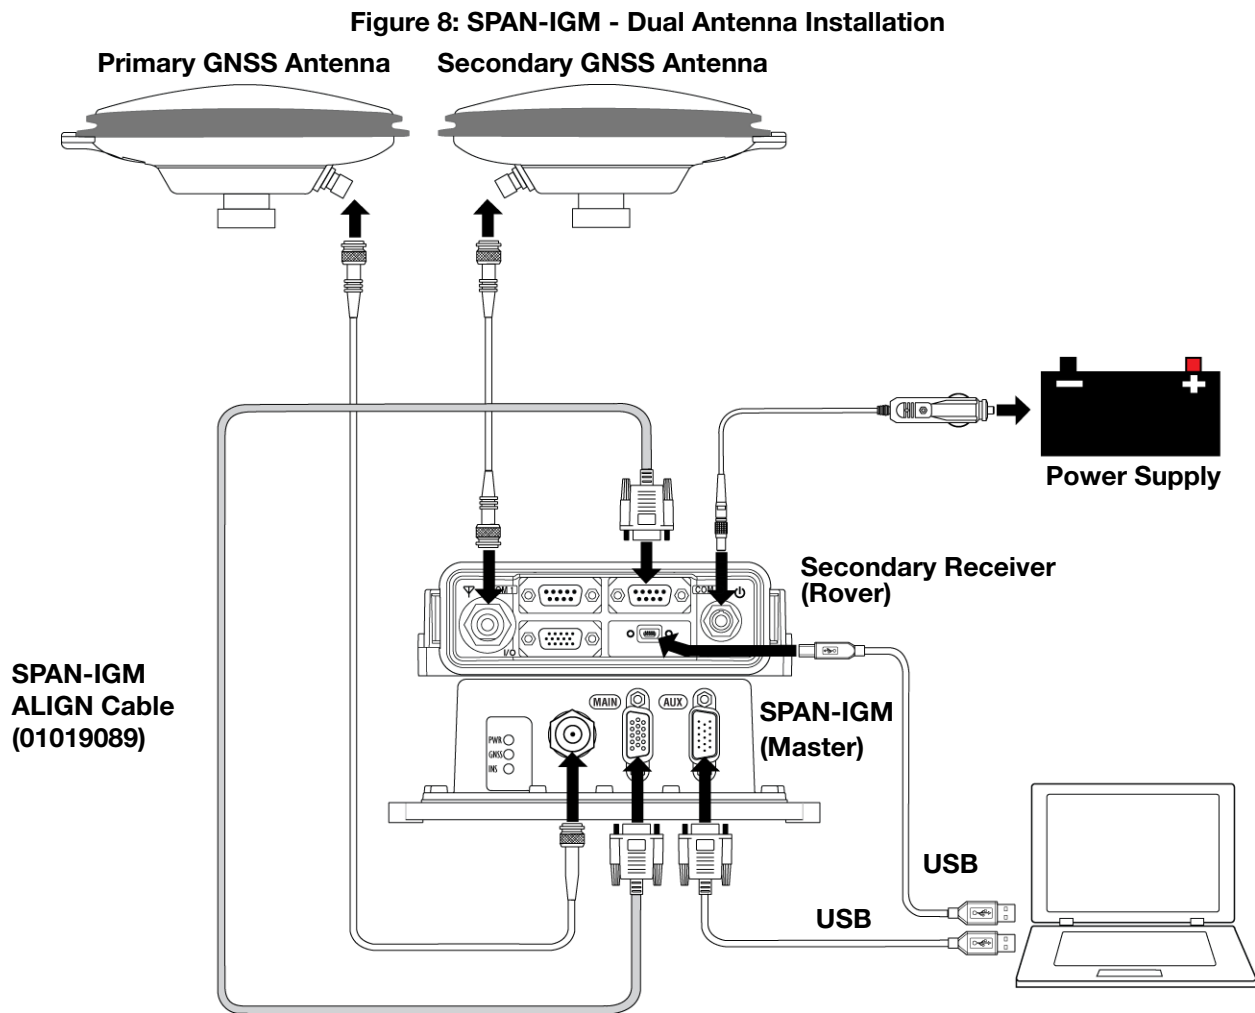 Figure 8: SPAN-IGM - Dual Antenna Installation
Primary GNSS Antenna
Secondary GNSS Antenna
Power Supply
Secondary Receiver
(Rover)
I/O
SPAN-IGM
ALIGN Cable
(01019089)
MAIN
AUX
SPAN-IGM
(Master)
PWR
GNSS
INS
USB
USB